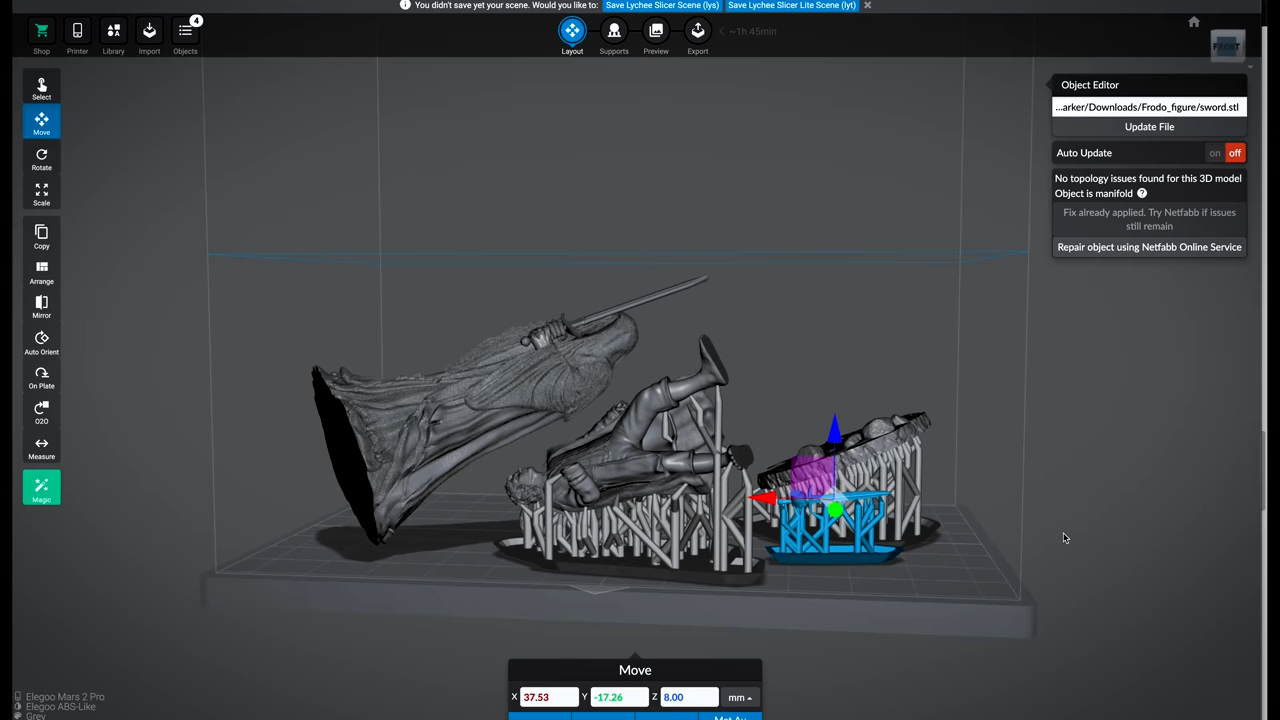 You didn't save yet your scene. Would you like to: Save Lychee Slicer Scene (lys) Save Lychee Slicer Lite Scene (lyt)
4
Shop Printer Library Import Objects
Layout Supports Preview Export
~1h 45min
FRONT
Select
Move
Rotate
Scale
Copy
Arrange
Mirror
Auto Orient
On Plate
O2O
Measure
Magic
Object Editor
...arker/Downloads/Frodo_figure/sword.stl
Update File
Auto Update on off
No topology issues found for this 3D model
Object is manifold ?
Fix already applied. Try Netfabb if issues
still remain
Repair object using Netfabb Online Service
Move
X 37.53 Y -17.26 Z 8.00 mm
Elegoo Mars 2 Pro
Elegoo ABS-Like
Grey